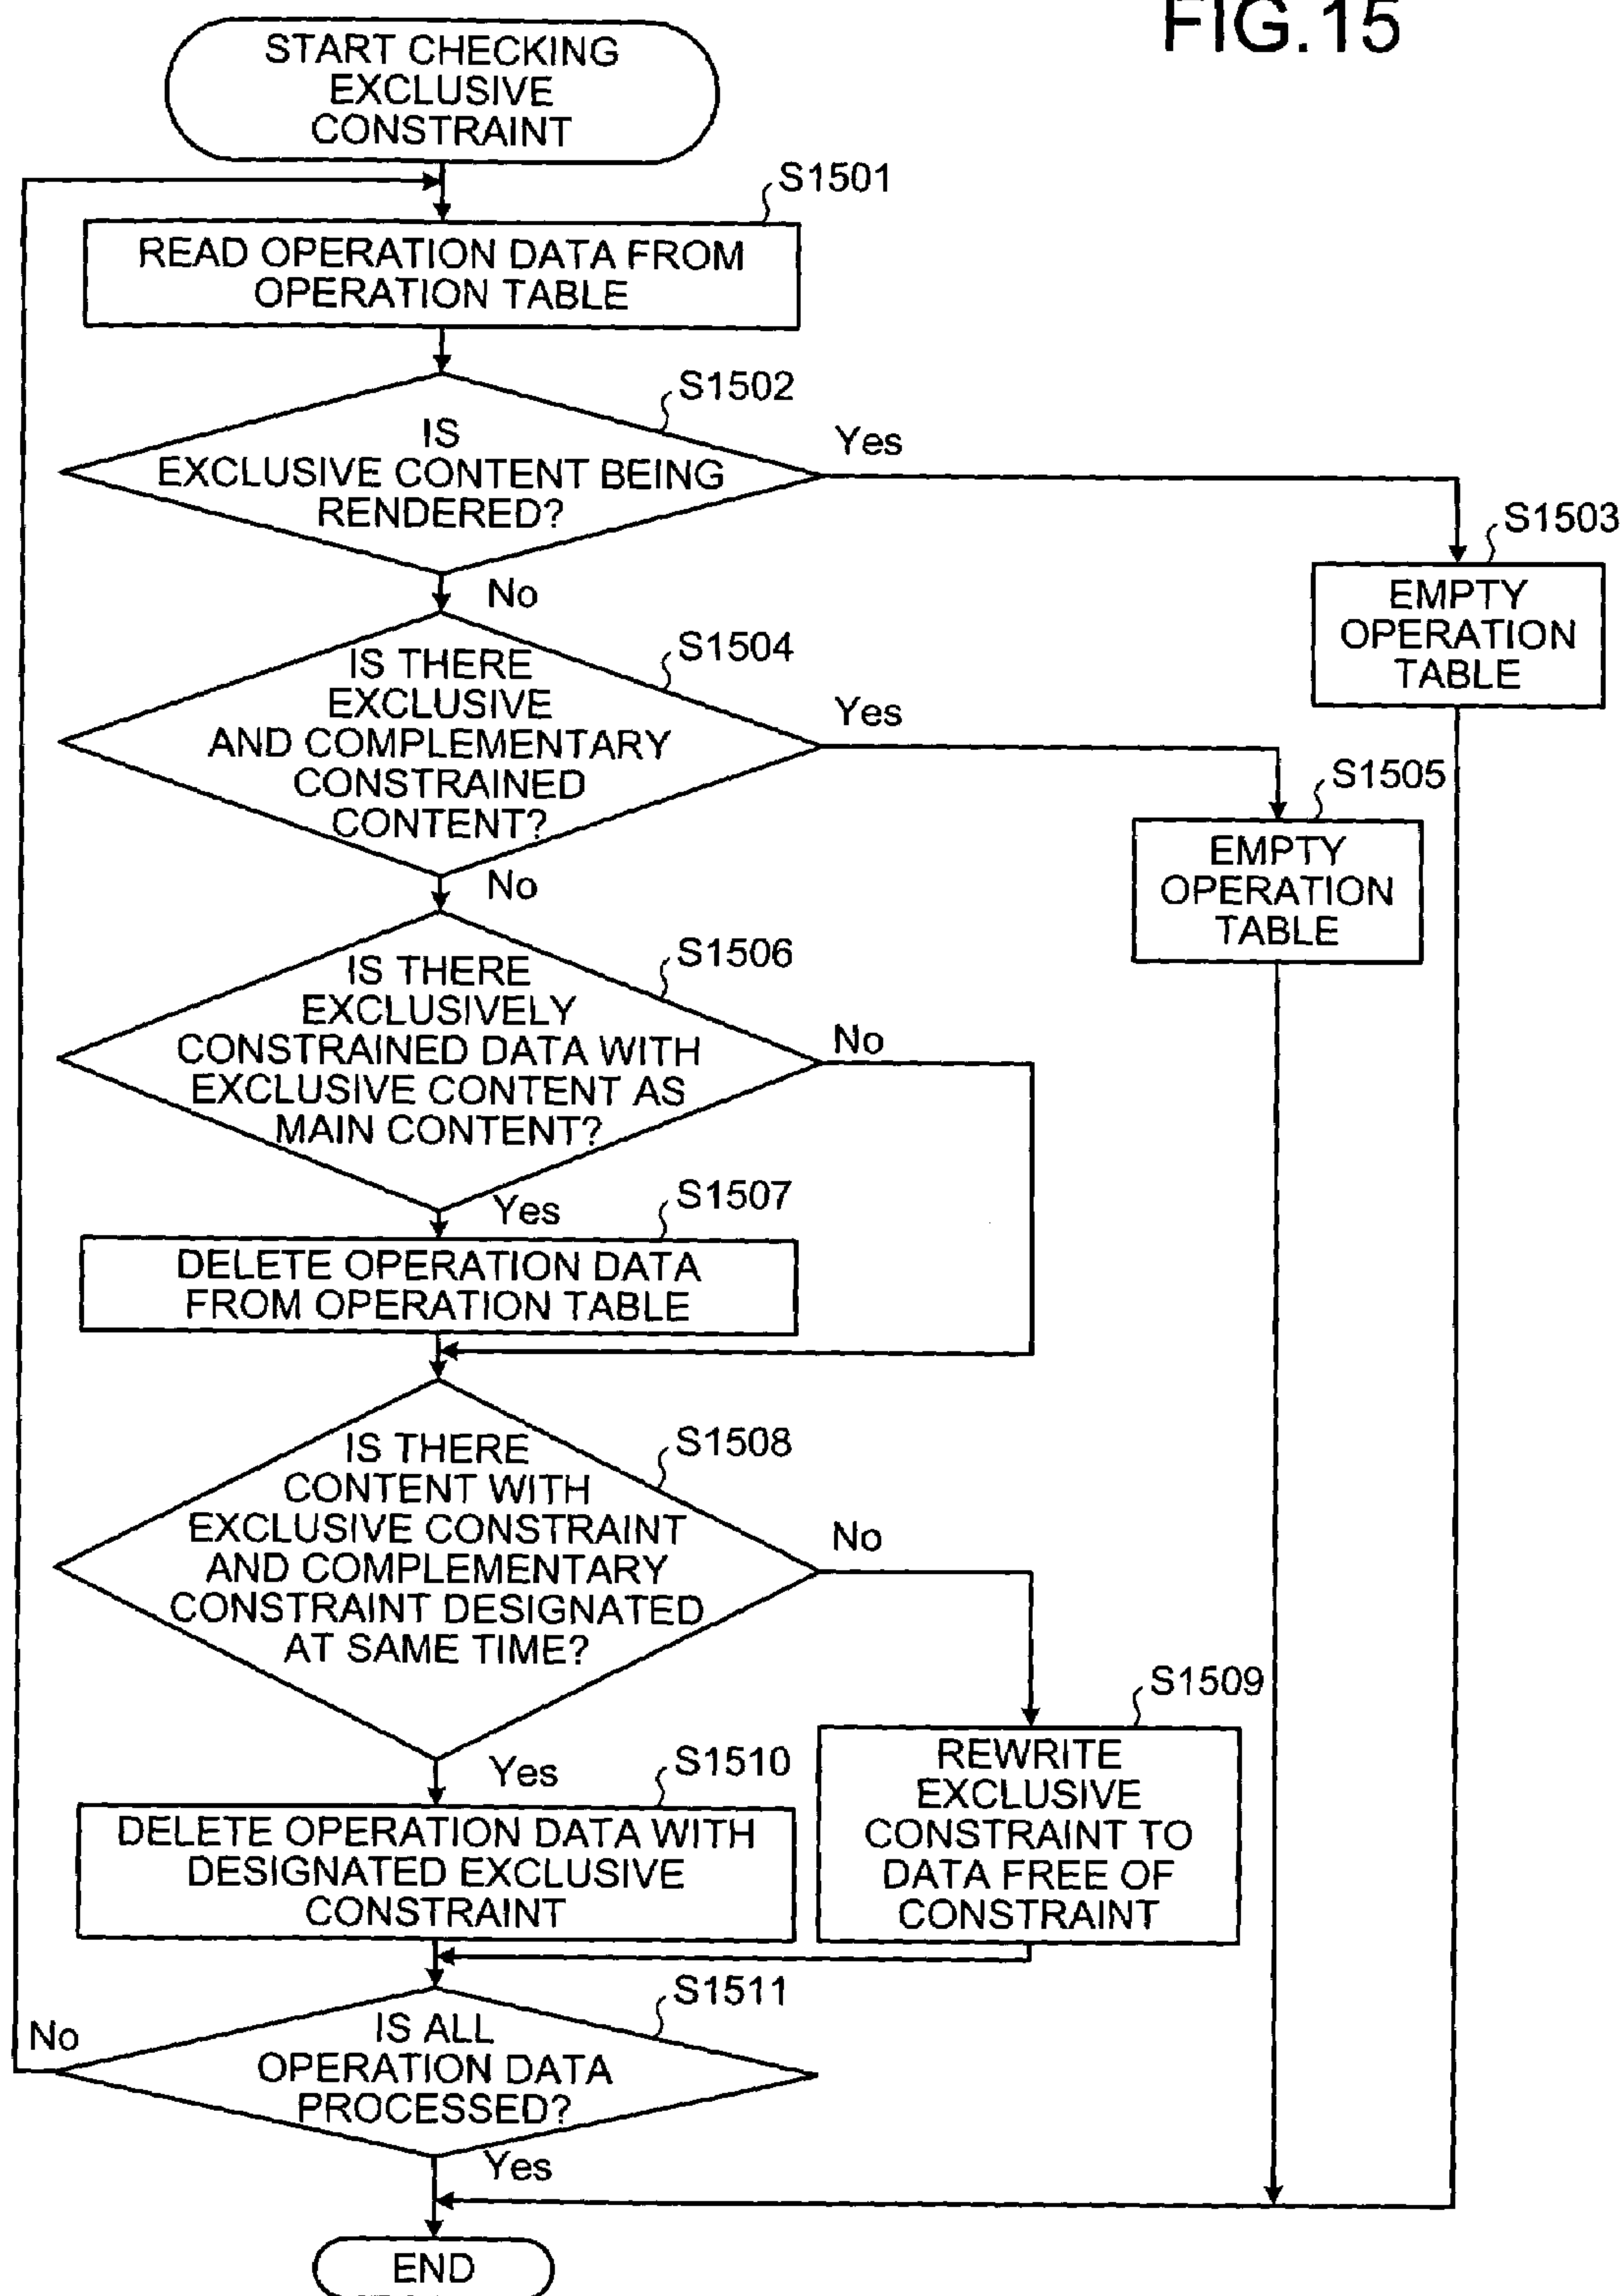 FIG.15
START CHECKING
EXCLUSIVE
CONSTRAINT
S1501
READ OPERATION DATA FROM
OPERATION TABLE
S1502
IS
EXCLUSIVE CONTENT BEING
RENDERED?
Yes
No
S1503
EMPTY
OPERATION
TABLE
S1504
IS THERE
EXCLUSIVE
AND COMPLEMENTARY
CONSTRAINED
CONTENT?
Yes
No
S1505
EMPTY
OPERATION
TABLE
S1506
IS THERE
EXCLUSIVELY
CONSTRAINED DATA WITH
EXCLUSIVE CONTENT AS
MAIN CONTENT?
No
Yes
S1507
DELETE OPERATION DATA
FROM OPERATION TABLE
S1508
IS THERE
CONTENT WITH
EXCLUSIVE CONSTRAINT
AND COMPLEMENTARY
CONSTRAINT DESIGNATED
AT SAME TIME?
No
Yes
S1509
REWRITE
EXCLUSIVE
CONSTRAINT TO
DATA FREE OF
CONSTRAINT
S1510
DELETE OPERATION DATA WITH
DESIGNATED EXCLUSIVE
CONSTRAINT
S1511
IS ALL
OPERATION DATA
PROCESSED?
No
Yes
END